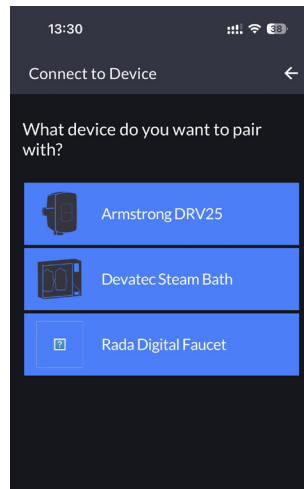 13:30
38
Connect to Device
What device do you want to pair
with?
Armstrong DRV25
Devatec Steam Bath
?
Rada Digital Faucet